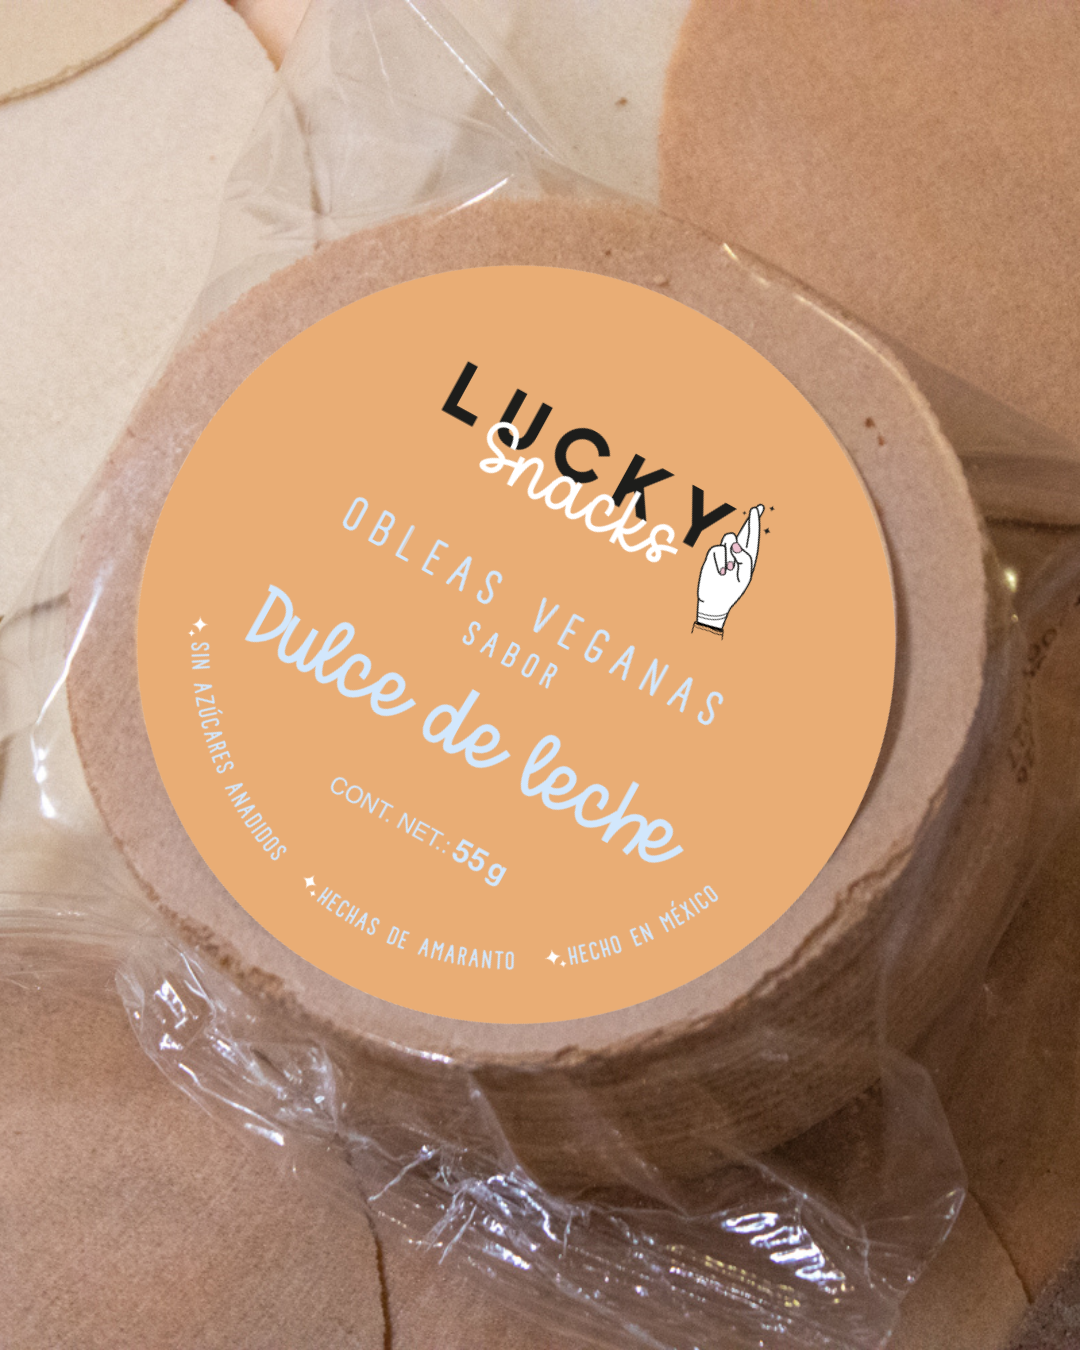 LUCKY
Snacks
OBLEAS VEGANAS
SABOR
Dulce de leche
CONT. NET.: 55g
SIN AZÚCARES ANADIDOS
HECHAS DE AMARANTO
HECHO EN MÉXICO